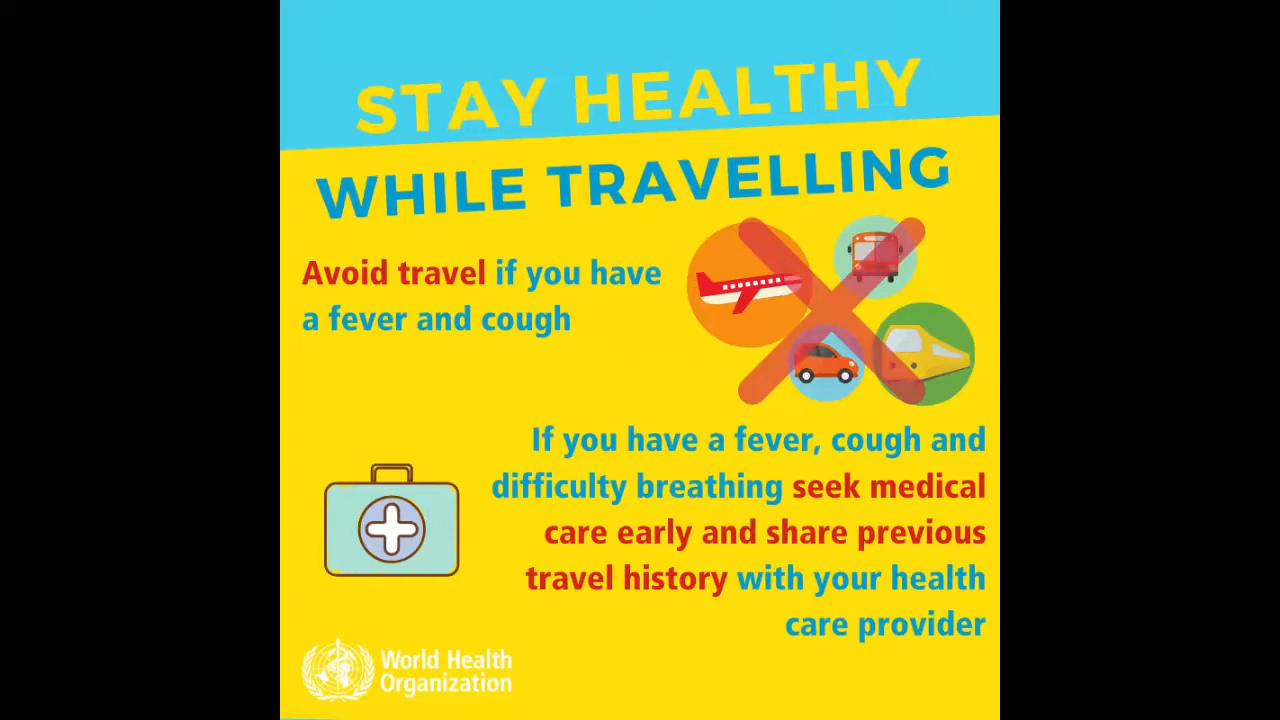 STAY HEALTHY
WHILE TRAVELLING
Avoid travel if you have
a fever and cough
If you have a fever, cough and
difficulty breathing seek medical
care early and share previous
travel history with your health
care provider
World Health
Organization